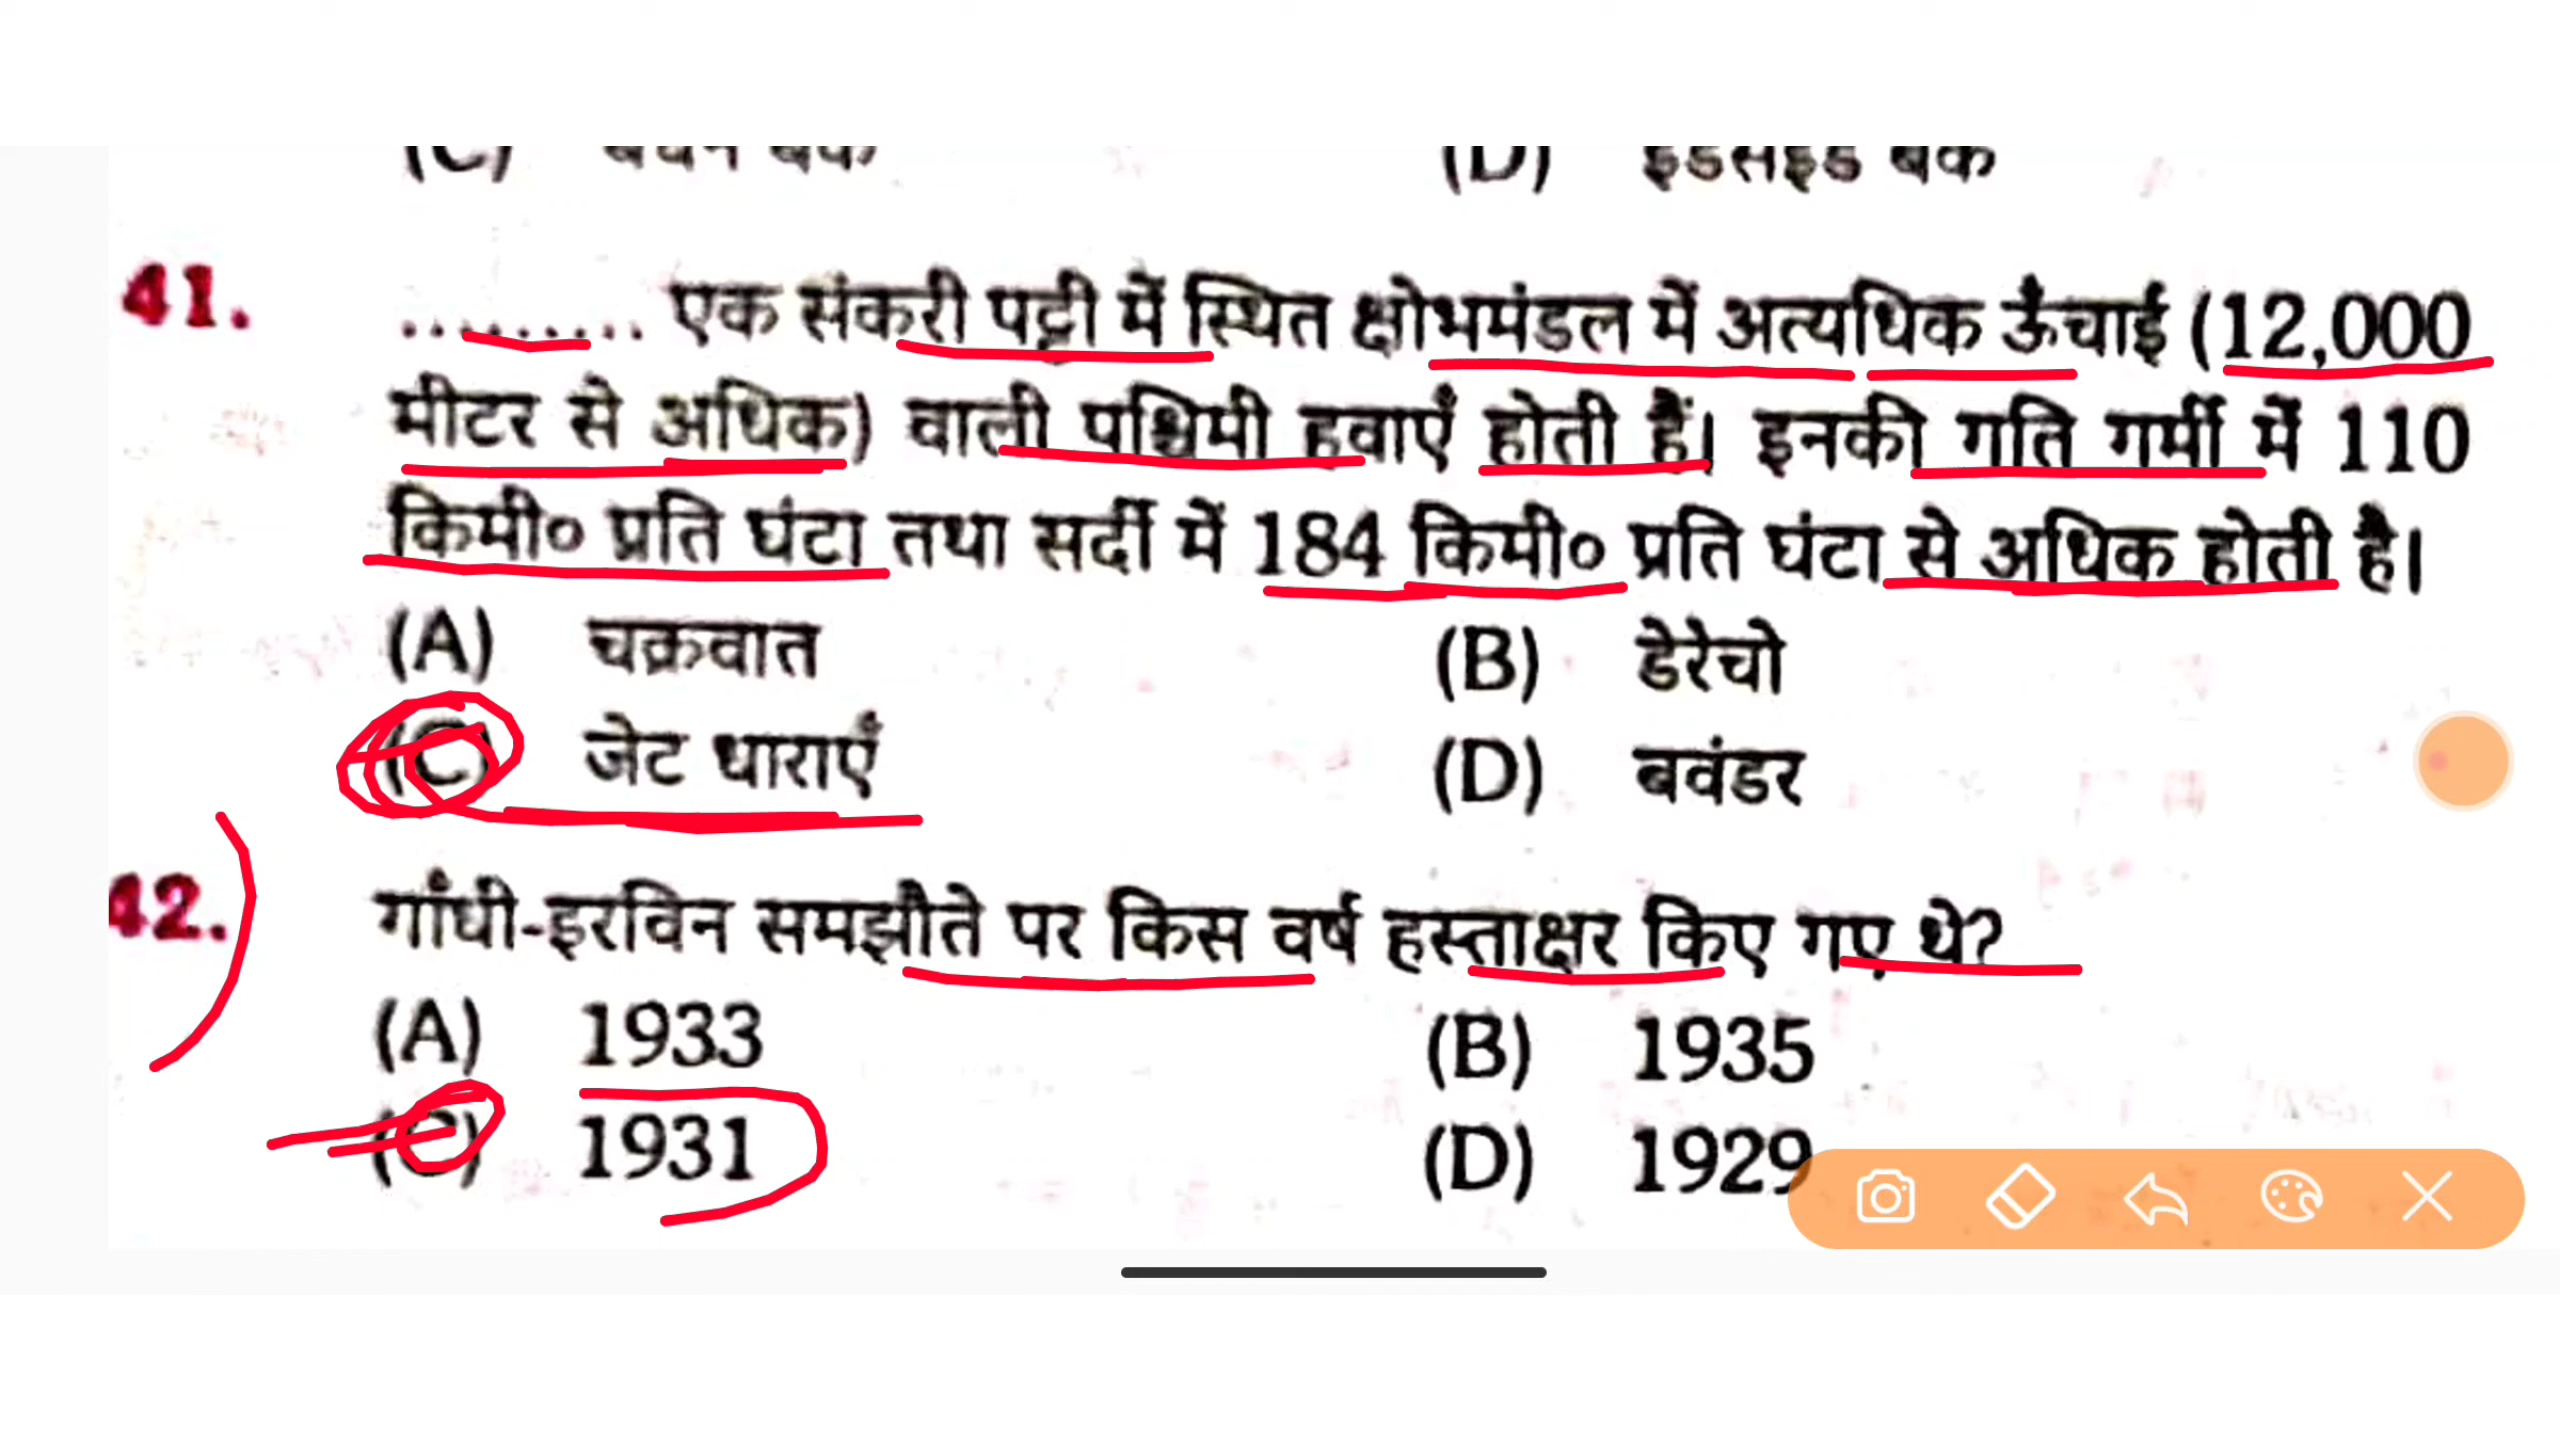 (C)
(D)
41. ......... एक संकरी पट्टी में स्थित क्षोभमंडल में अत्यधिक ऊँचाई (12,000
मीटर से अधिक) वाली पश्चिमी हवाएँ होती हैं। इनकी गति गर्मी में 110
किमी० प्रति घंटा तथा सर्दी में 184 किमी० प्रति घंटा से अधिक होती है।
(A) चक्रवात (B) डेरेचो
(C) जेट धाराएँ (D) बवंडर
42. गाँधी-इरविन समझौते पर किस वर्ष हस्ताक्षर किए गए थे?
(A) 1933 (B) 1935
(C) 1931 (D) 1929